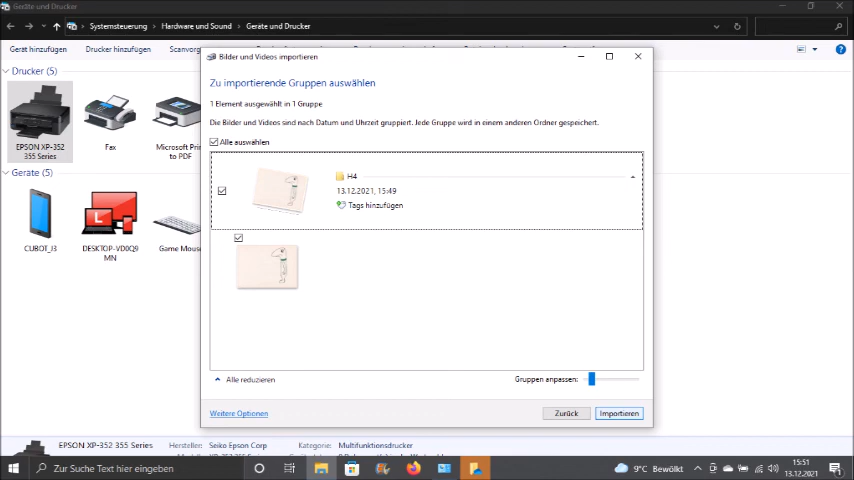 Geräte und Drucker
Systemsteuerung
Hardware und Sound
Geräte und Drucker
Gerät hinzufügen
Drucker hinzufügen
Bilder und Videos importieren
Zu importierende Gruppen auswählen
1 Element ausgewählt in 1 Gruppe
Die Bilder und Videos sind nach Datum und Uhrzeit gruppiert. Jede Gruppe wird in einem anderen Ordner gespeichert.
Alle auswählen
H4
13.12.2021, 15:49
Tags hinzufügen
Alle reduzieren
Gruppen anpassen:
Weitere Optionen
Zurück
Importieren
Drucker (5)
EPSON XP-352
355 Series
Fax
Microsoft Pri
to PDF
Geräte (5)
CUBOT_J3
DESKTOP-VD0Q9
MN
Game Mous
EPSON XP-352 355 Series
Hersteller: Seiko Epson Corp
Kategorie: Multifunktionsdrucker
Zur Suche Text hier eingeben
9°C Bewölkt
15:51
13.12.2021